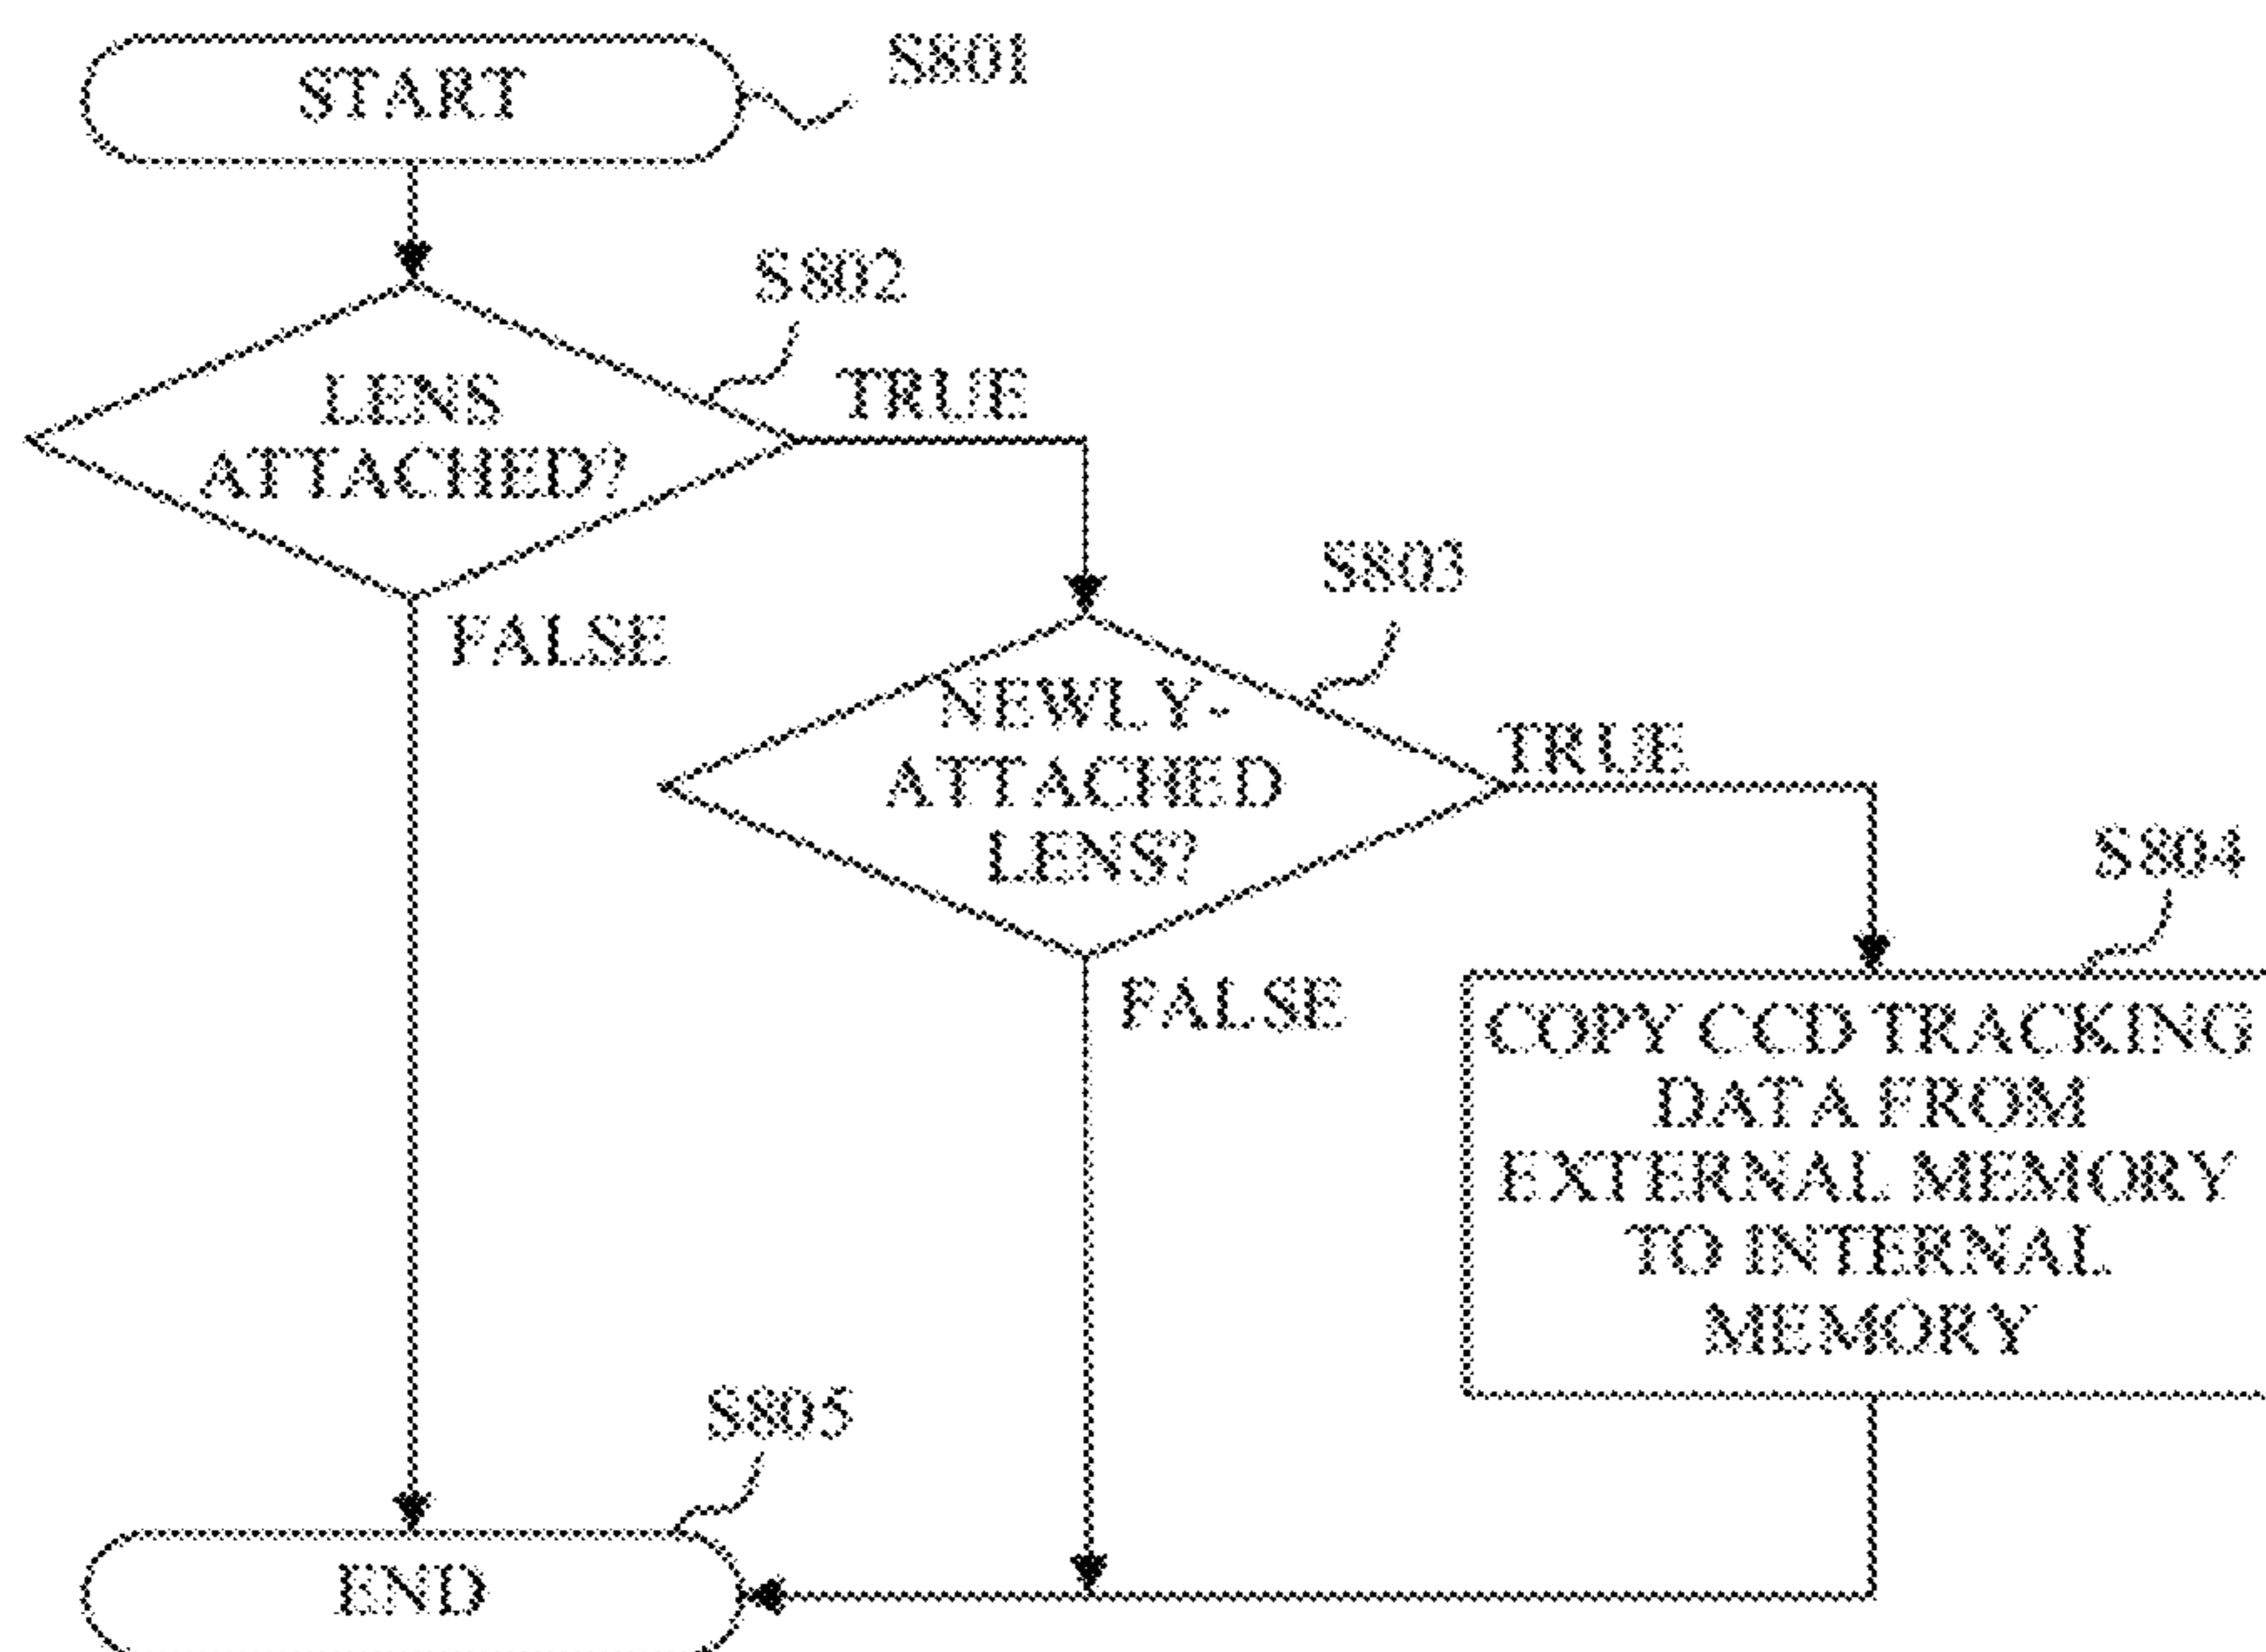 START
S801
S802
LENS
ATTACHED?
TRUE
FALSE
S803
NEWLY-
ATTACHED
LENS?
TRUE
FALSE
S804
COPY CCD TRACKING
DATA FROM
EXTERNAL MEMORY
TO INTERNAL
MEMORY
S805
END